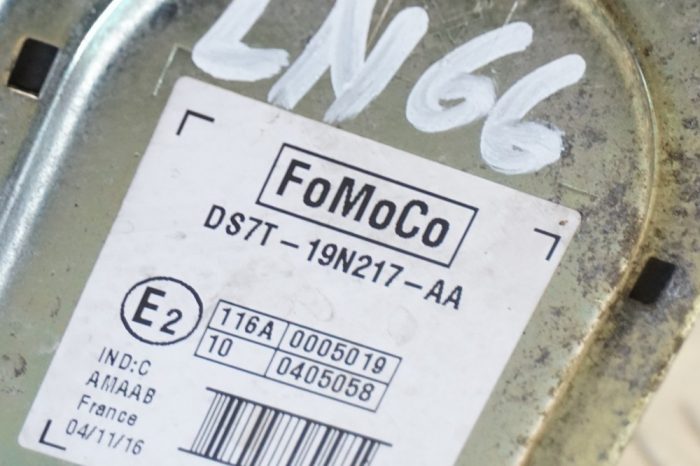 LN66
FoMoCo
DS7T-19N217-AA
E2
116A 0005019
10 0405058
IND:C
AMAAB
France
04/11/16